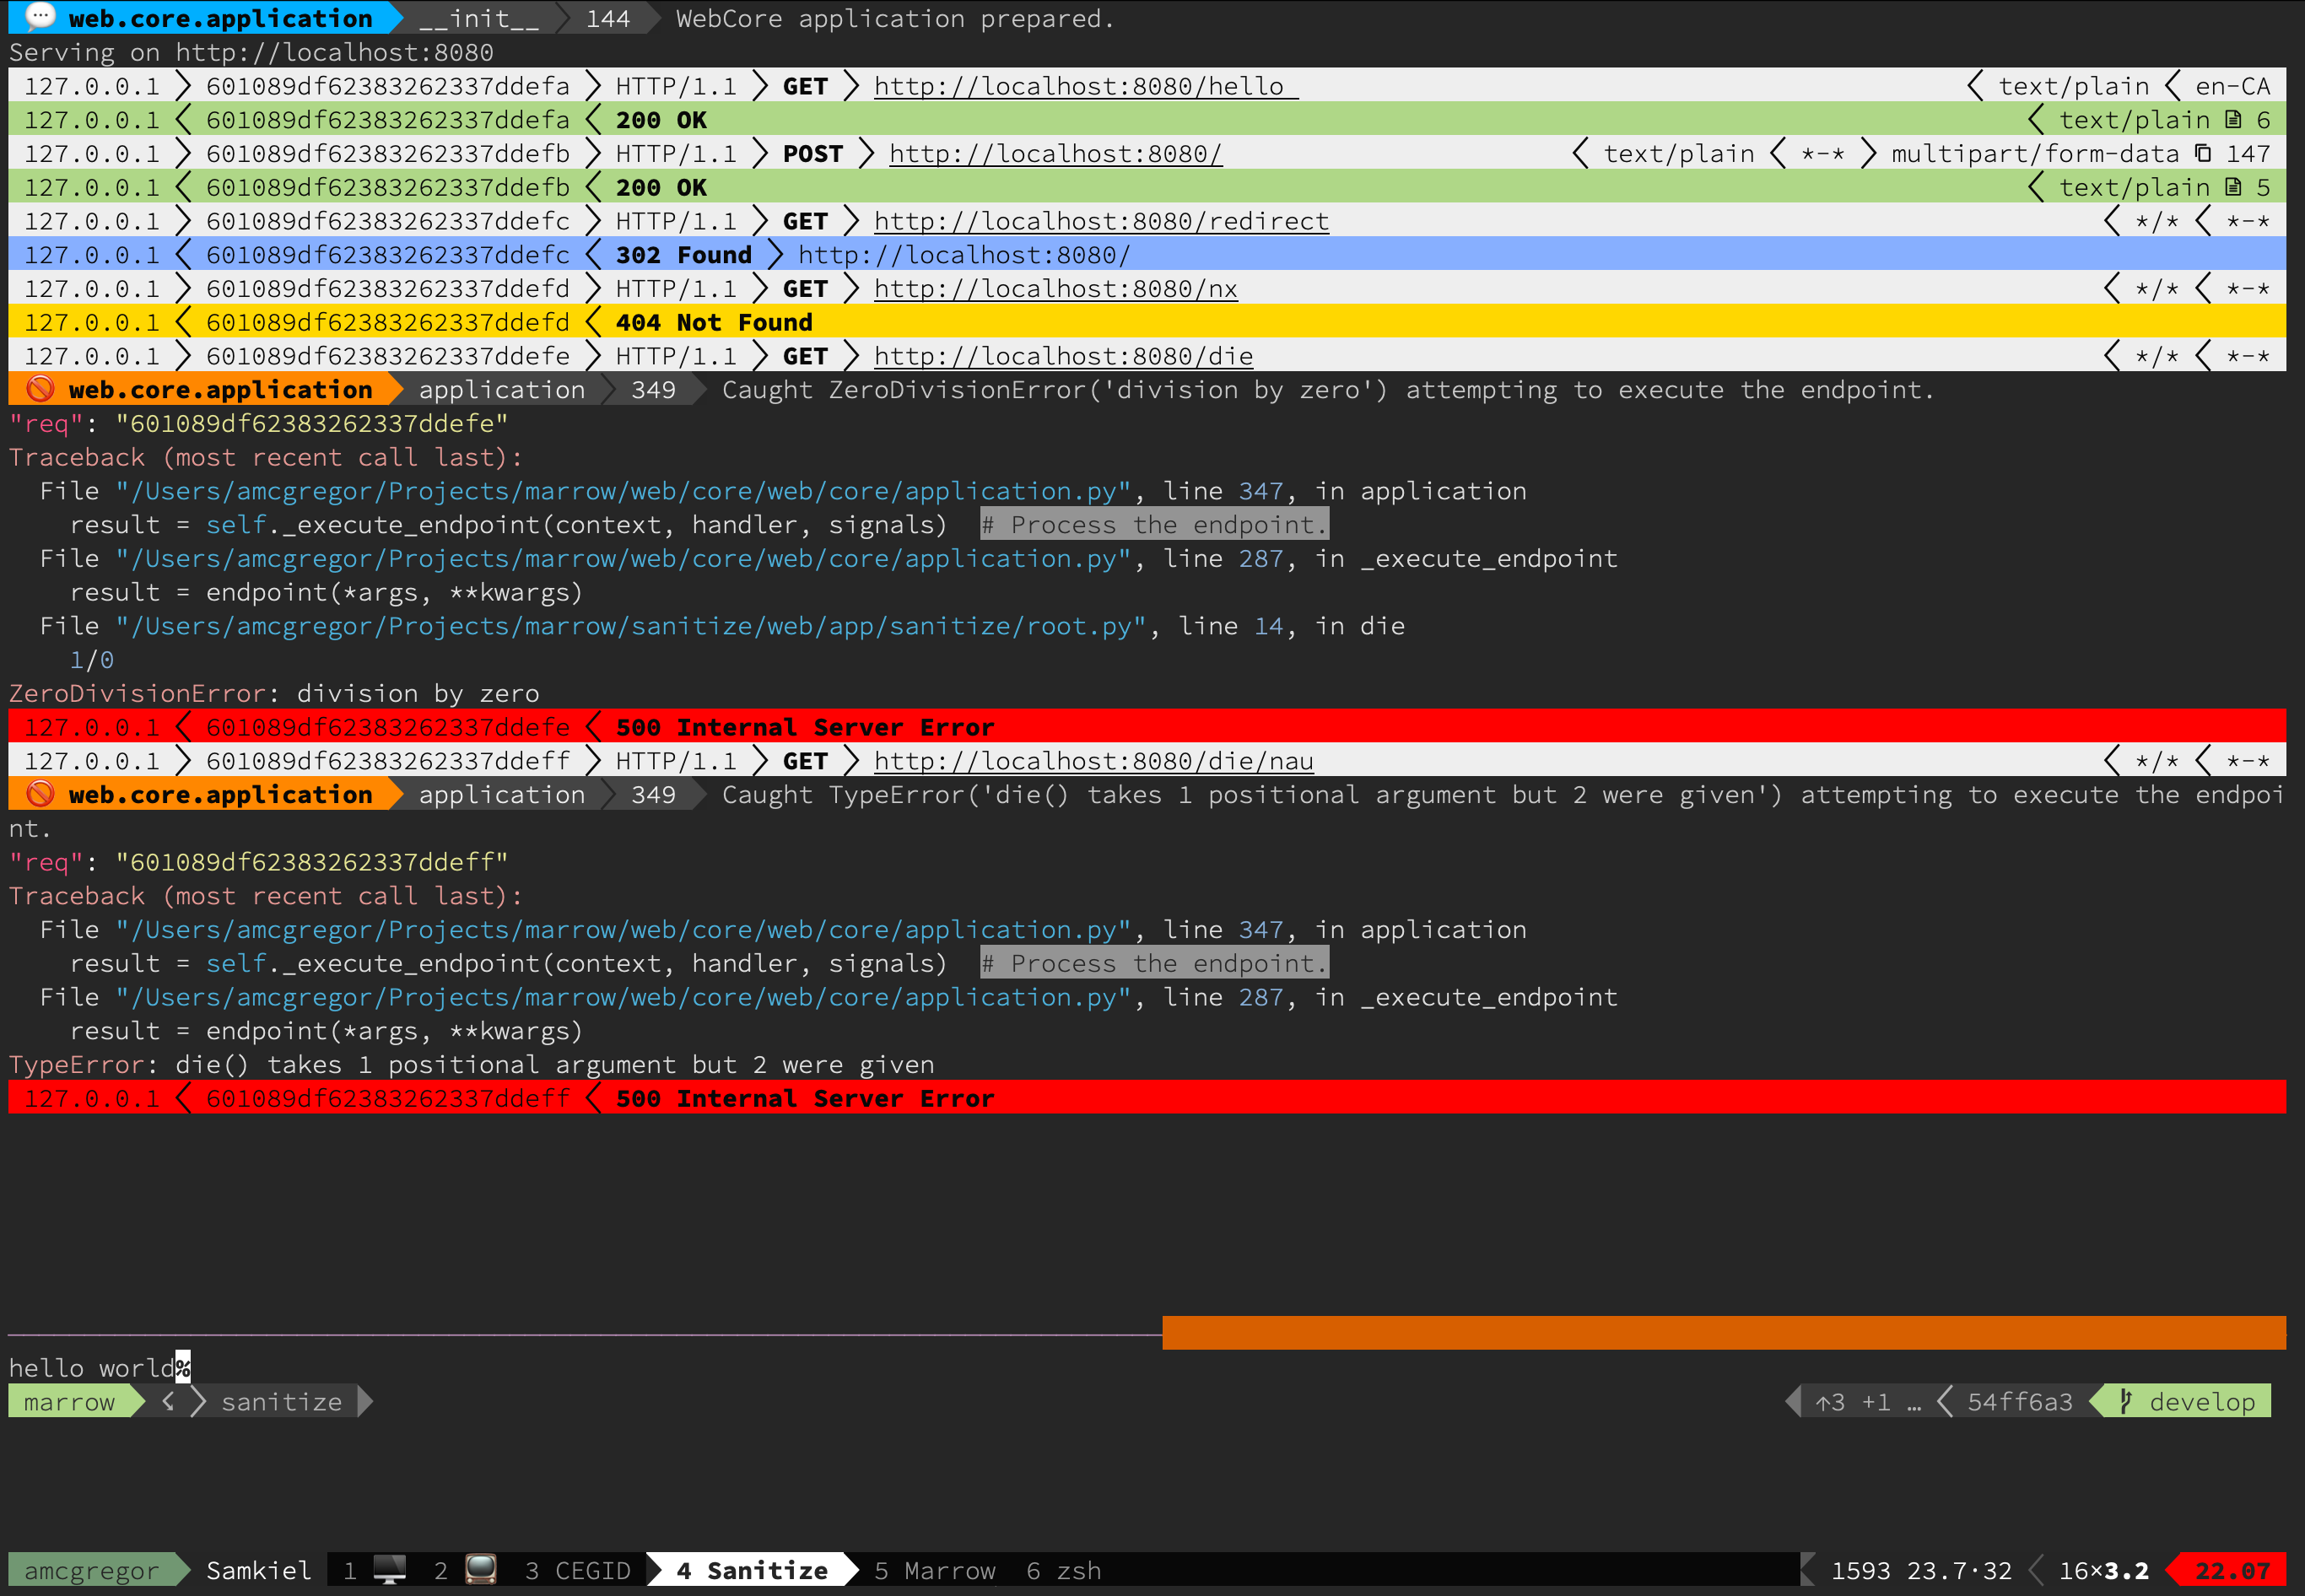 web.core.application __init__ 144 WebCore application prepared.
Serving on http://localhost:8080
127.0.0.1 601089df62383262337ddefa HTTP/1.1 GET http://localhost:8080/hello text/plain en-CA
127.0.0.1 601089df62383262337ddefa 200 OK text/plain 6
127.0.0.1 601089df62383262337ddefb HTTP/1.1 POST http://localhost:8080/ text/plain *-* multipart/form-data 147
127.0.0.1 601089df62383262337ddefb 200 OK text/plain 5
127.0.0.1 601089df62383262337ddefc HTTP/1.1 GET http://localhost:8080/redirect */* *-*
127.0.0.1 601089df62383262337ddefc 302 Found http://localhost:8080/
127.0.0.1 601089df62383262337ddefd HTTP/1.1 GET http://localhost:8080/nx */* *-*
127.0.0.1 601089df62383262337ddefd 404 Not Found
127.0.0.1 601089df62383262337ddefe HTTP/1.1 GET http://localhost:8080/die */* *-*
web.core.application application 349 Caught ZeroDivisionError('division by zero') attempting to execute the endpoint.
"req": "601089df62383262337ddefe"
Traceback (most recent call last):
  File "/Users/amcgregor/Projects/marrow/web/core/web/core/application.py", line 347, in application
    result = self._execute_endpoint(context, handler, signals)  # Process the endpoint.
  File "/Users/amcgregor/Projects/marrow/web/core/web/core/application.py", line 287, in _execute_endpoint
    result = endpoint(*args, **kwargs)
  File "/Users/amcgregor/Projects/marrow/sanitize/web/app/sanitize/root.py", line 14, in die
    1/0
ZeroDivisionError: division by zero
127.0.0.1 601089df62383262337ddefe 500 Internal Server Error
127.0.0.1 601089df62383262337ddeff HTTP/1.1 GET http://localhost:8080/die/nau */* *-*
web.core.application application 349 Caught TypeError('die() takes 1 positional argument but 2 were given') attempting to execute the endpoi
nt.
"req": "601089df62383262337ddeff"
Traceback (most recent call last):
  File "/Users/amcgregor/Projects/marrow/web/core/web/core/application.py", line 347, in application
    result = self._execute_endpoint(context, handler, signals)  # Process the endpoint.
  File "/Users/amcgregor/Projects/marrow/web/core/web/core/application.py", line 287, in _execute_endpoint
    result = endpoint(*args, **kwargs)
TypeError: die() takes 1 positional argument but 2 were given
127.0.0.1 601089df62383262337ddeff 500 Internal Server Error
hello world%
marrow sanitize ↑3 +1 … 54ff6a3 develop
amcgregor Samkiel 1 2 3 CEGID 4 Sanitize 5 Marrow 6 zsh 1593 23.7·32 16×3.2 22.07